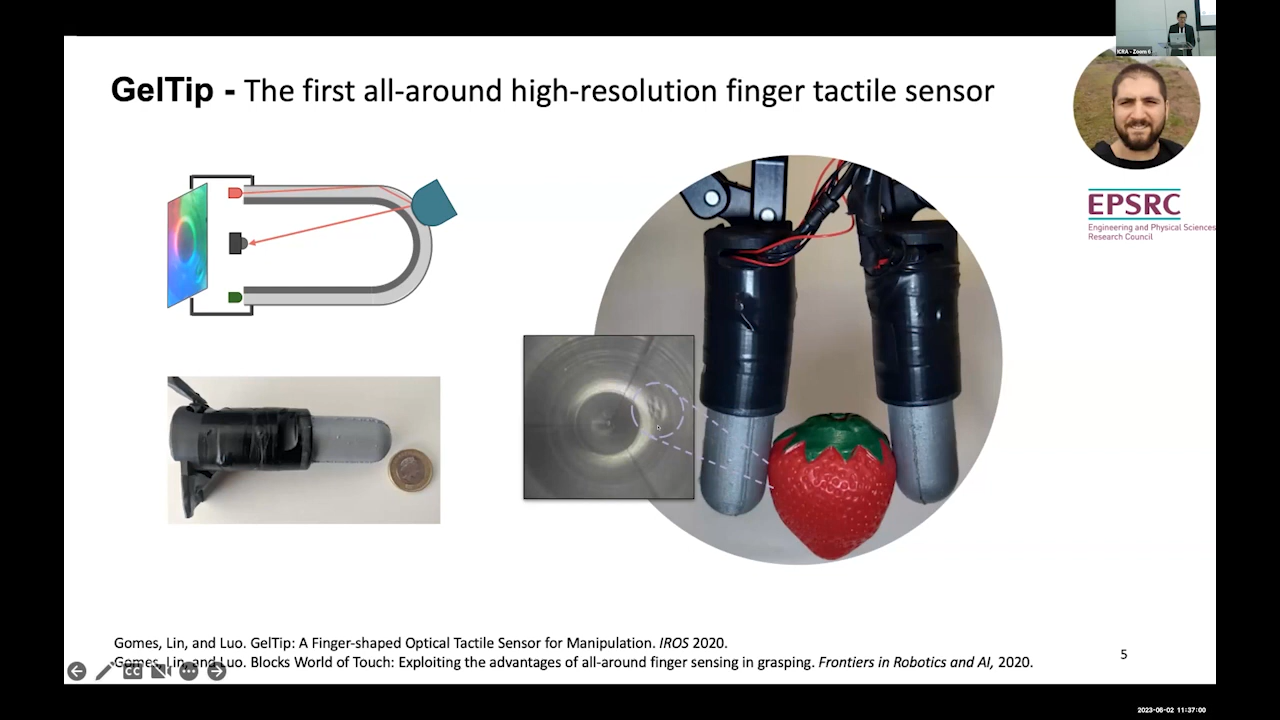 ICRA - Zoom 6
GelTip - The first all-around high-resolution finger tactile sensor
EPSRC
Engineering and Physical Sciences
Research Council
Gomes, Lin, and Luo. GelTip: A Finger-shaped Optical Tactile Sensor for Manipulation. IROS 2020.
Gomes, Lin, and Luo. Blocks World of Touch: Exploiting the advantages of all-around finger sensing in grasping. Frontiers in Robotics and AI, 2020.
5
CC
2023-06-02 11:37:00